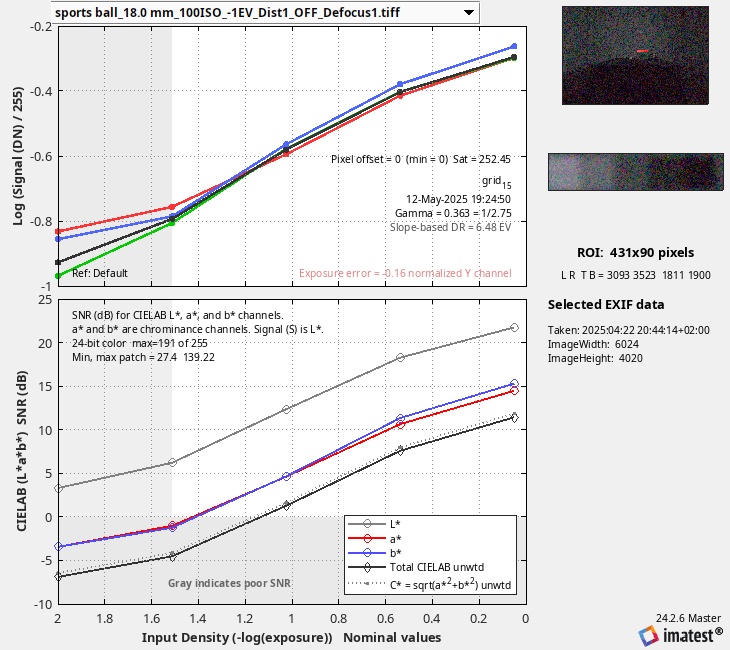 sports ball_18.0 mm_100ISO_-1EV_Dist1_OFF_Defocus1.tiff
-0.2
-0.4
-0.6
-0.8
-1
Log (Signal (DN) / 255)
Pixel offset = 0 (min = 0) Sat = 252.45
grid15
12-May-2025 19:24:50
Gamma = 0.363 = 1/2.75
Slope-based DR = 6.48 EV
Ref: Default
Exposure error = -0.16 normalized Y channel
ROI: 431x90 pixels
L R T B = 3093 3523 1811 1900
Selected EXIF data
Taken: 2025:04:22 20:44:14+02:00
ImageWidth: 6024
ImageHeight: 4020
25
20
15
10
5
0
-5
-10
CIELAB (L*a*b*) SNR (dB)
SNR (dB) for CIELAB L*, a*, and b* channels.
a* and b* are chrominance channels. Signal (S) is L*.
24-bit color max=191 of 255
Min, max patch = 27.4 139.22
L*
a*
b*
Total CIELAB unwtd
C* = sqrt(a*2+b*2) unwtd
Gray indicates poor SNR
2 1.8 1.6 1.4 1.2 1 0.8 0.6 0.4 0.2 0
Input Density (-log(exposure)) Nominal values
24.2.6 Master
imatest®